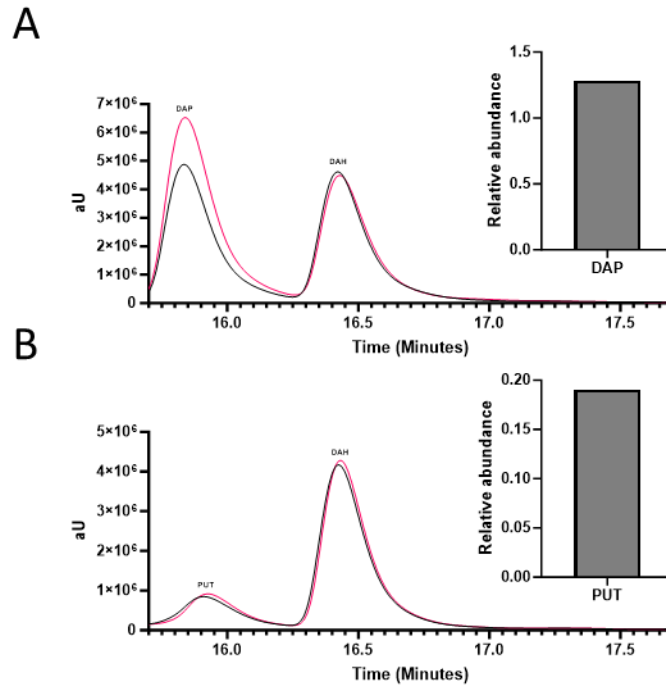 A
7×10⁶
6×10⁶
5×10⁶
4×10⁶
3×10⁶
2×10⁶
1×10⁶
0
aU
DAP
DAH
16.0 16.5 17.0 17.5
Time (Minutes)
1.5
1.0
0.5
0.0
Relative abundance
DAP
B
5×10⁶
4×10⁶
3×10⁶
2×10⁶
1×10⁶
0
aU
PUT
DAH
16.0 16.5 17.0 17.5
Time (Minutes)
0.20
0.15
0.10
0.05
0.00
Relative abundance
PUT